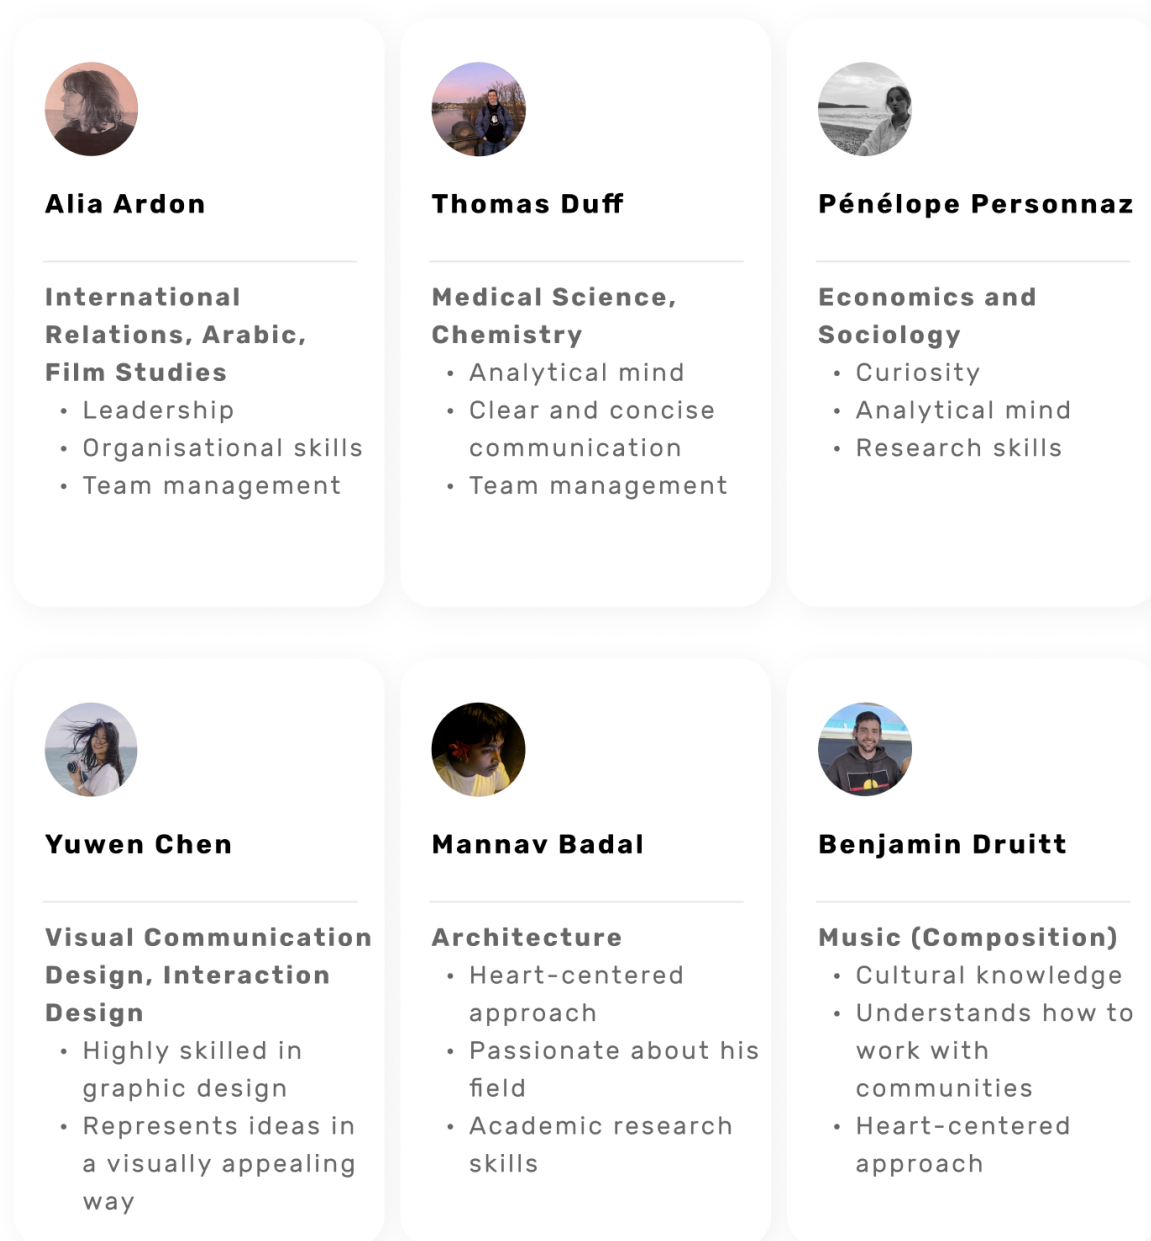 Alia Ardon
International
Relations, Arabic,
Film Studies
• Leadership
• Organisational skills
• Team management
Thomas Duff
Medical Science,
Chemistry
• Analytical mind
• Clear and concise
communication
• Team management
Pénélope Personnaz
Economics and
Sociology
• Curiosity
• Analytical mind
• Research skills
Yuwen Chen
Visual Communication
Design, Interaction
Design
• Highly skilled in
graphic design
• Represents ideas in
a visually appealing
way
Mannav Badal
Architecture
• Heart-centered
approach
• Passionate about his
field
• Academic research
skills
Benjamin Druitt
Music (Composition)
• Cultural knowledge
• Understands how to
work with
communities
• Heart-centered
approach